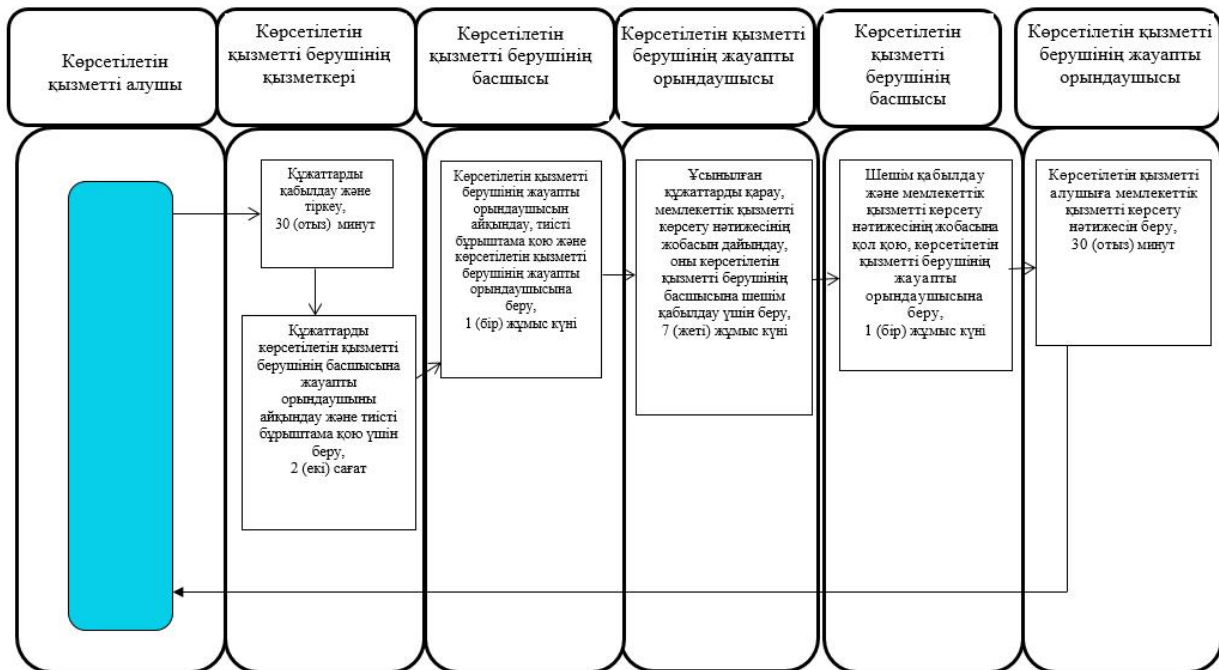 Көрсетілетін
қызметті алушы
Көрсетілетін
қызметті берушінің
қызметкері
Көрсетілетін
қызметті берушінің
басшысы
Көрсетілетін қызметті
берушінің жауапты
орындаушысы
Көрсетілетін
қызметті
берушінің
басшысы
Көрсетілетін қызметті
берушінің жауапты
орындаушысы
Құжаттарды
қабылдау және
тіркеу,
30 (отыз) минут
Құжаттарды
көрсетілетін қызметті
берушінің басшысына
жауапты
орындаушыны
айқындау және тиісті
бұрыштама қою үшін
беру,
2 (екі) сағат
Көрсетілетін қызметті
берушінің жауапты
орындаушысын
айқындау, тиісті
бұрыштама қою және
көрсетілетін қызметті
берушінің жауапты
орындаушысына
беру,
1 (бір) жұмыс күні
Ұсынылған
құжаттарды қарау,
мемлекеттік қызметті
көрсету нәтижесінің
жобасын дайындау,
оны көрсетілетін
қызметті берушінің
басшысына шешім
қабылдау үшін беру,
7 (жеті) жұмыс күні
Шешім қабылдау
және мемлекеттік
қызметті көрсету
нәтижесінің жобасына
қол қою, көрсетілетін
қызметті берушінің
жауапты
орындаушысына
беру,
1 (бір) жұмыс күні
Көрсетілетін қызметті
алушыға мемлекеттік
қызметті көрсету
нәтижесін беру,
30 (отыз) минут